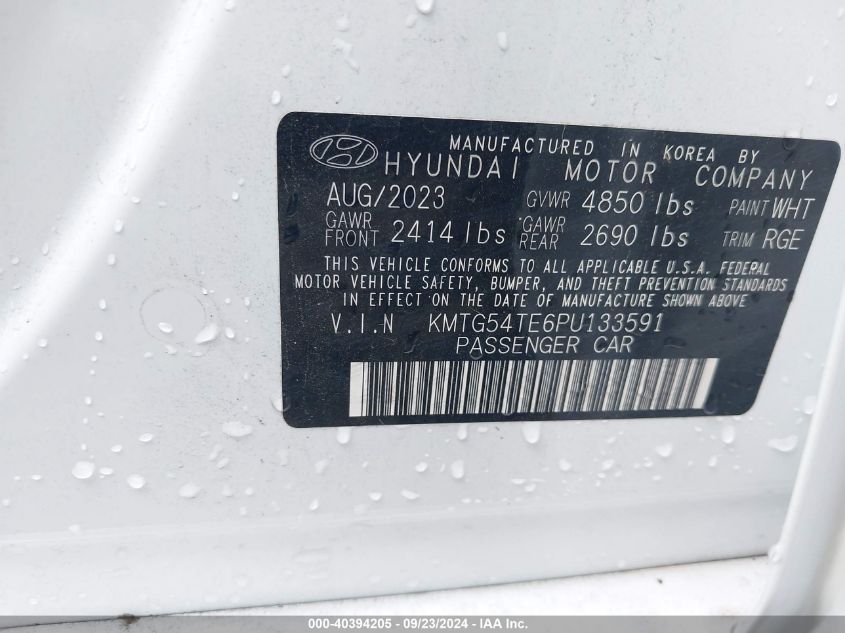 MANUFACTURED IN KOREA BY
HYUNDAI MOTOR COMPANY
AUG/2023 GVWR 4850 lbs PAINT WHT
GAWR FRONT 2414 lbs GAWR REAR 2690 lbs TRIM RGE
THIS VEHICLE CONFORMS TO ALL APPLICABLE U.S.A. FEDERAL
MOTOR VEHICLE SAFETY, BUMPER, AND THEFT PREVENTION STANDARDS
IN EFFECT ON THE DATE OF MANUFACTURE SHOWN ABOVE
V.I.N KMTG54TE6PU133591
PASSENGER CAR
000-40394205 - 09/23/2024 - IAA Inc.